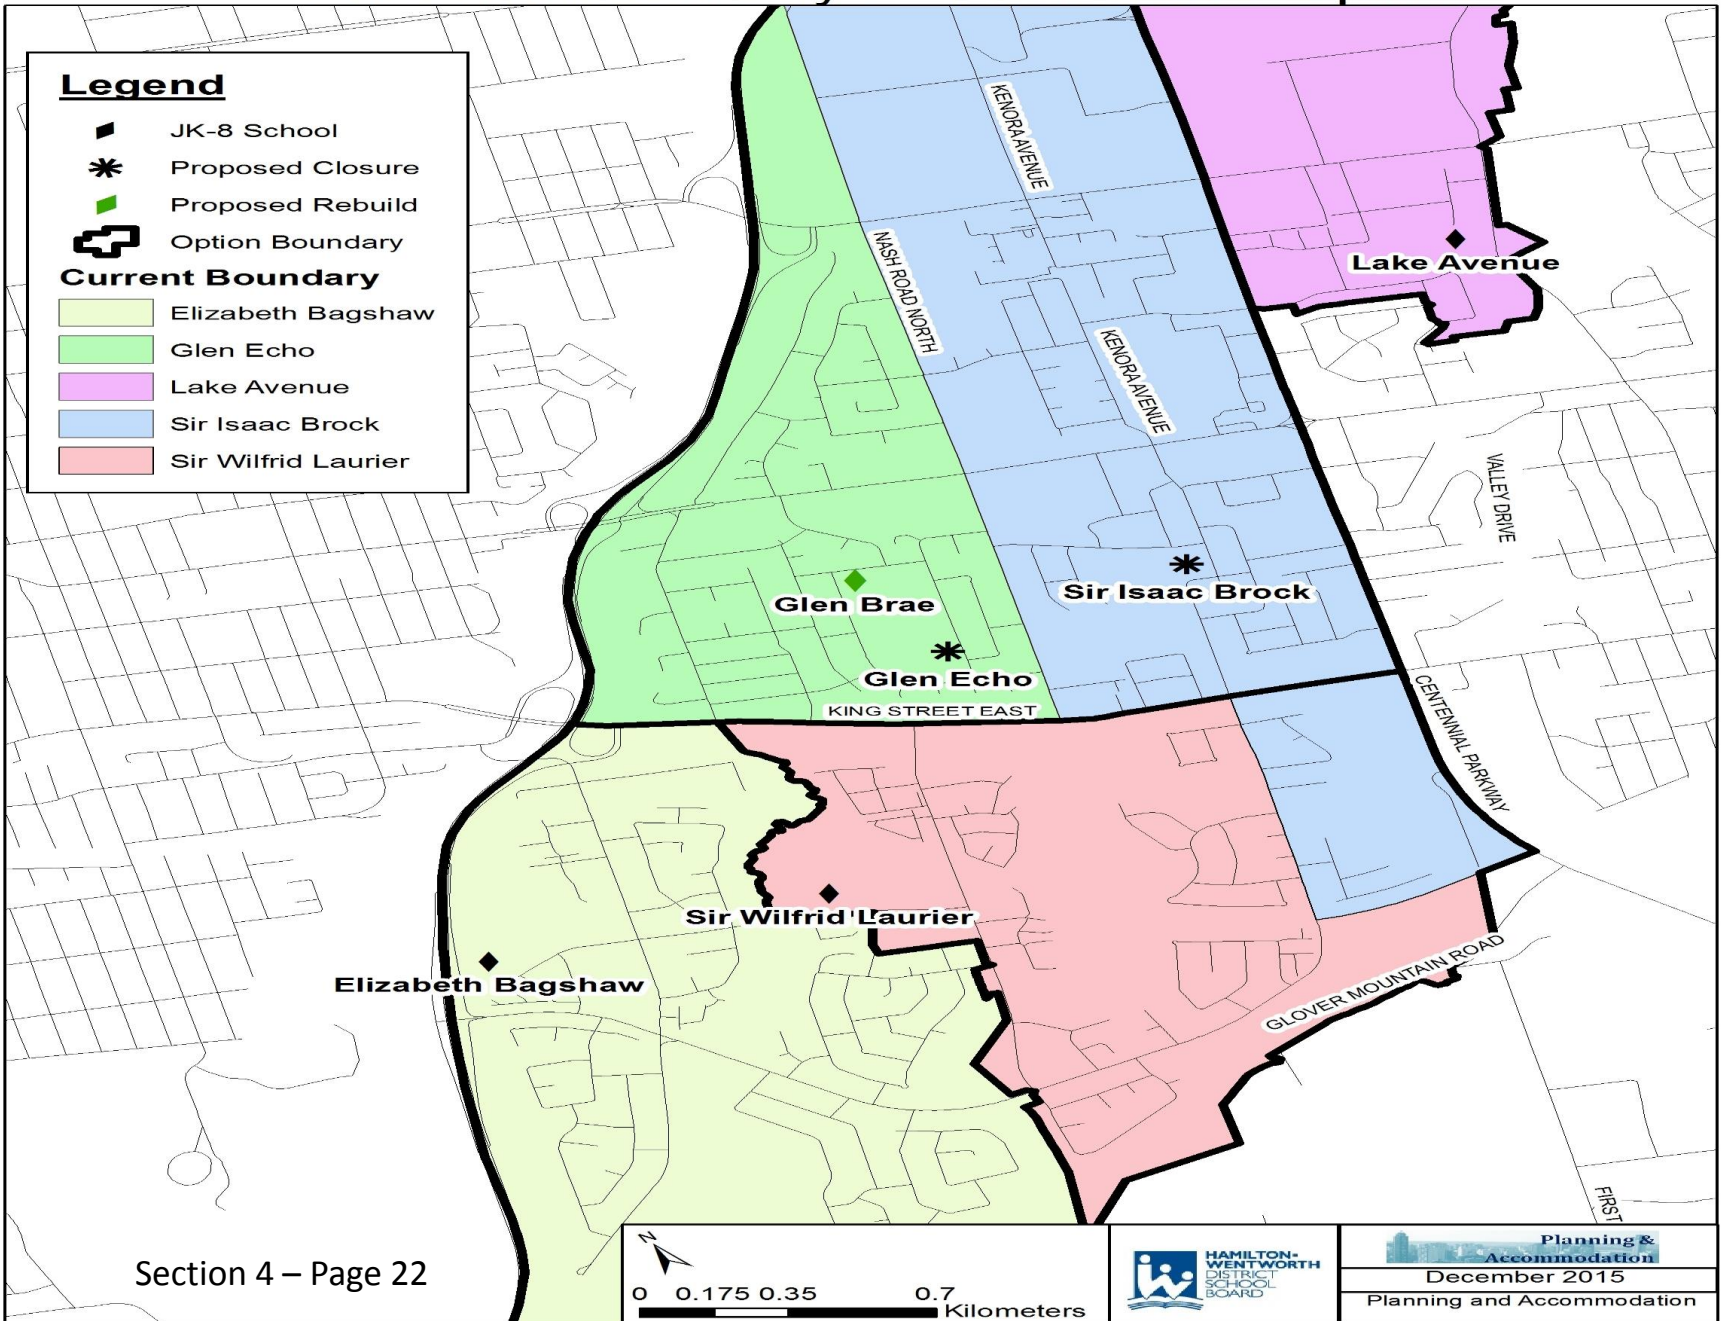 Legend
JK-8 School
Proposed Closure
Proposed Rebuild
Option Boundary
Current Boundary
Elizabeth Bagshaw
Glen Echo
Lake Avenue
Sir Isaac Brock
Sir Wilfrid Laurier
KENORA AVENUE
NASH ROAD NORTH
Lake Avenue
KENORA AVENUE
VALLEY DRIVE
Sir Isaac Brock
Glen Brae
Glen Echo
KING STREET EAST
CENTENNIAL PARKWAY
Sir Wilfrid Laurier
Elizabeth Bagshaw
GLOVER MOUNTAIN ROAD
FIRST
Section 4 – Page 22
N
0 0.175 0.35 0.7
Kilometers
HAMILTON-
WENTWORTH
DISTRICT
SCHOOL
BOARD
Planning &
Accommodation
December 2015
Planning and Accommodation